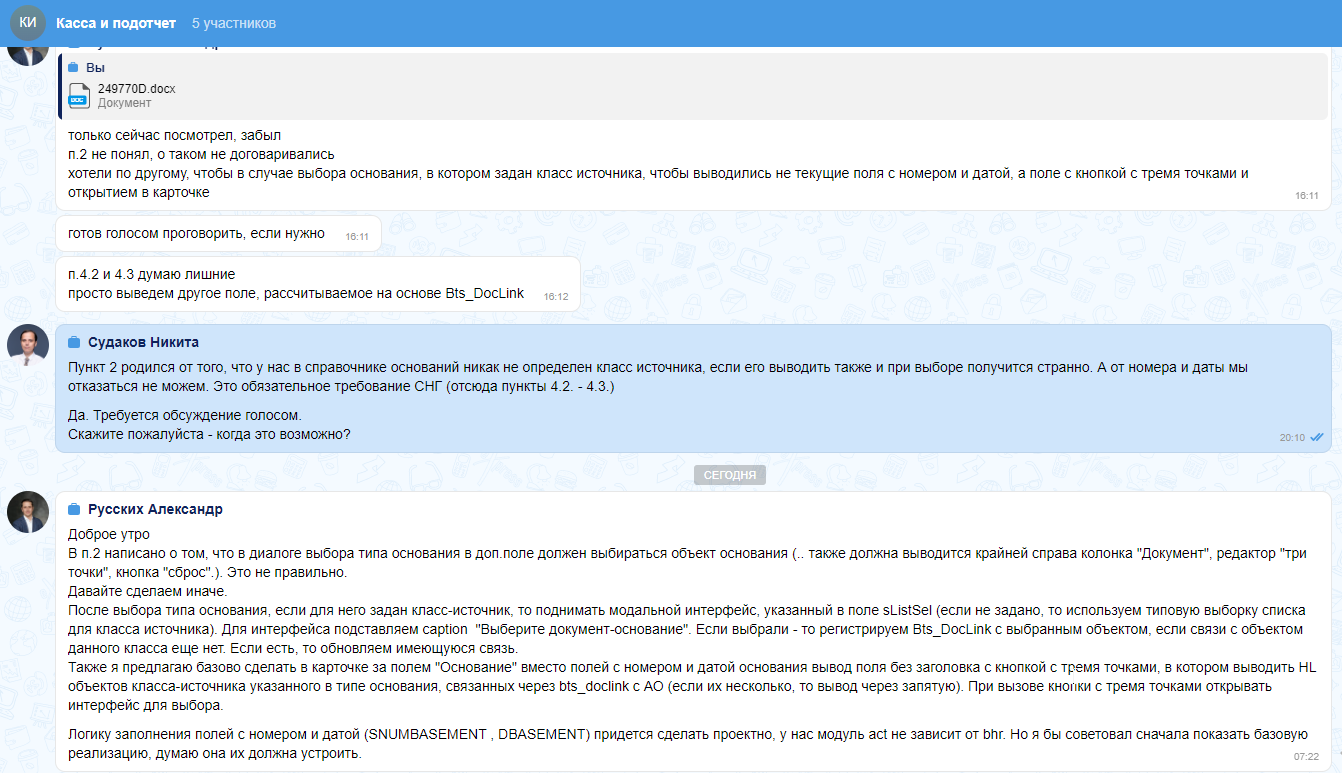 КИ Касса и подотчет 5 участников
Вы
249770D.docx
DOC
Документ
только сейчас посмотрел, забыл
п.2 не понял, о таком не договаривались
хотели по другому, чтобы в случае выбора основания, в котором задан класс источника, чтобы выводились не текущие поля с номером и датой, а поле с кнопкой с тремя точками и
открытием в карточке
16:11
готов голосом проговорить, если нужно 16:11
п.4.2 и 4.3 думаю лишние
просто выведем другое поле, рассчитываемое на основе Bts_DocLink 16:12
Судаков Никита
Пункт 2 родился от того, что у нас в справочнике оснований никак не определен класс источника, если его выводить также и при выборе получится странно. А от номера и даты мы
отказаться не можем. Это обязательное требование СНГ (отсюда пункты 4.2. - 4.3.)
Да. Требуется обсуждение голосом.
Скажите пожалуйста - когда это возможно?
20:10
СЕГОДНЯ
Русских Александр
Доброе утро
В п.2 написано о том, что в диалоге выбора типа основания в доп.поле должен выбираться объект основания (.. также должна выводится крайней справа колонка "Документ", редактор "три
точки", кнопка "сброс".). Это не правильно.
Давайте сделаем иначе.
После выбора типа основания, если для него задан класс-источник, то поднимать модальной интерфейс, указанный в поле sListSel (если не задано, то используем типовую выборку списка
для класса источника). Для интерфейса подставляем caption "Выберите документ-основание". Если выбрали - то регистрируем Bts_DocLink с выбранным объектом, если связи с объектом
данного класса еще нет. Если есть, то обновляем имеющуюся связь.
Также я предлагаю базово сделать в карточке за полем "Основание" вместо полей с номером и датой основания вывод поля без заголовка с кнопкой с тремя точками, в котором выводить HL
объектов класса-источника указанного в типе основания, связанных через bts_doclink с АО (если их несколько, то вывод через запятую). При вызове кнопки с тремя точками открывать
интерфейс для выбора.
Логику заполнения полей с номером и датой (SNUMBASEMENT , DBASEMENT) придется сделать проектно, у нас модуль act не зависит от bhr. Но я бы советовал сначала показать базовую
реализацию, думаю она их должна устроить.
07:22